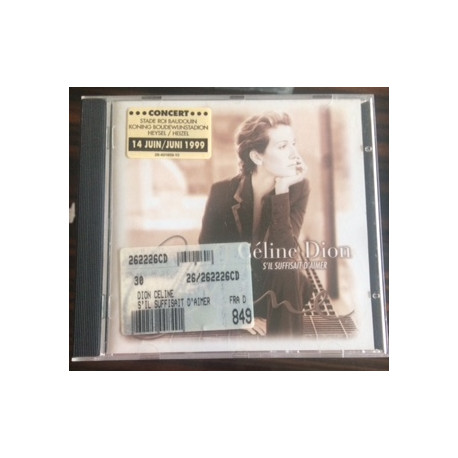 ••• CONCERT •••
STADE ROI BAUDOUIN
KONING BOUDEWIJNSTADION
HEYSEL / HEIZEL
14 JUIN/JUNI 1999
Céline Dion
S'IL SUFFISAIT D'AIMER
262226CD
30 26/262226CD
DION CELINE
S'IL SUFFISAIT D'AIMER FRA D
849